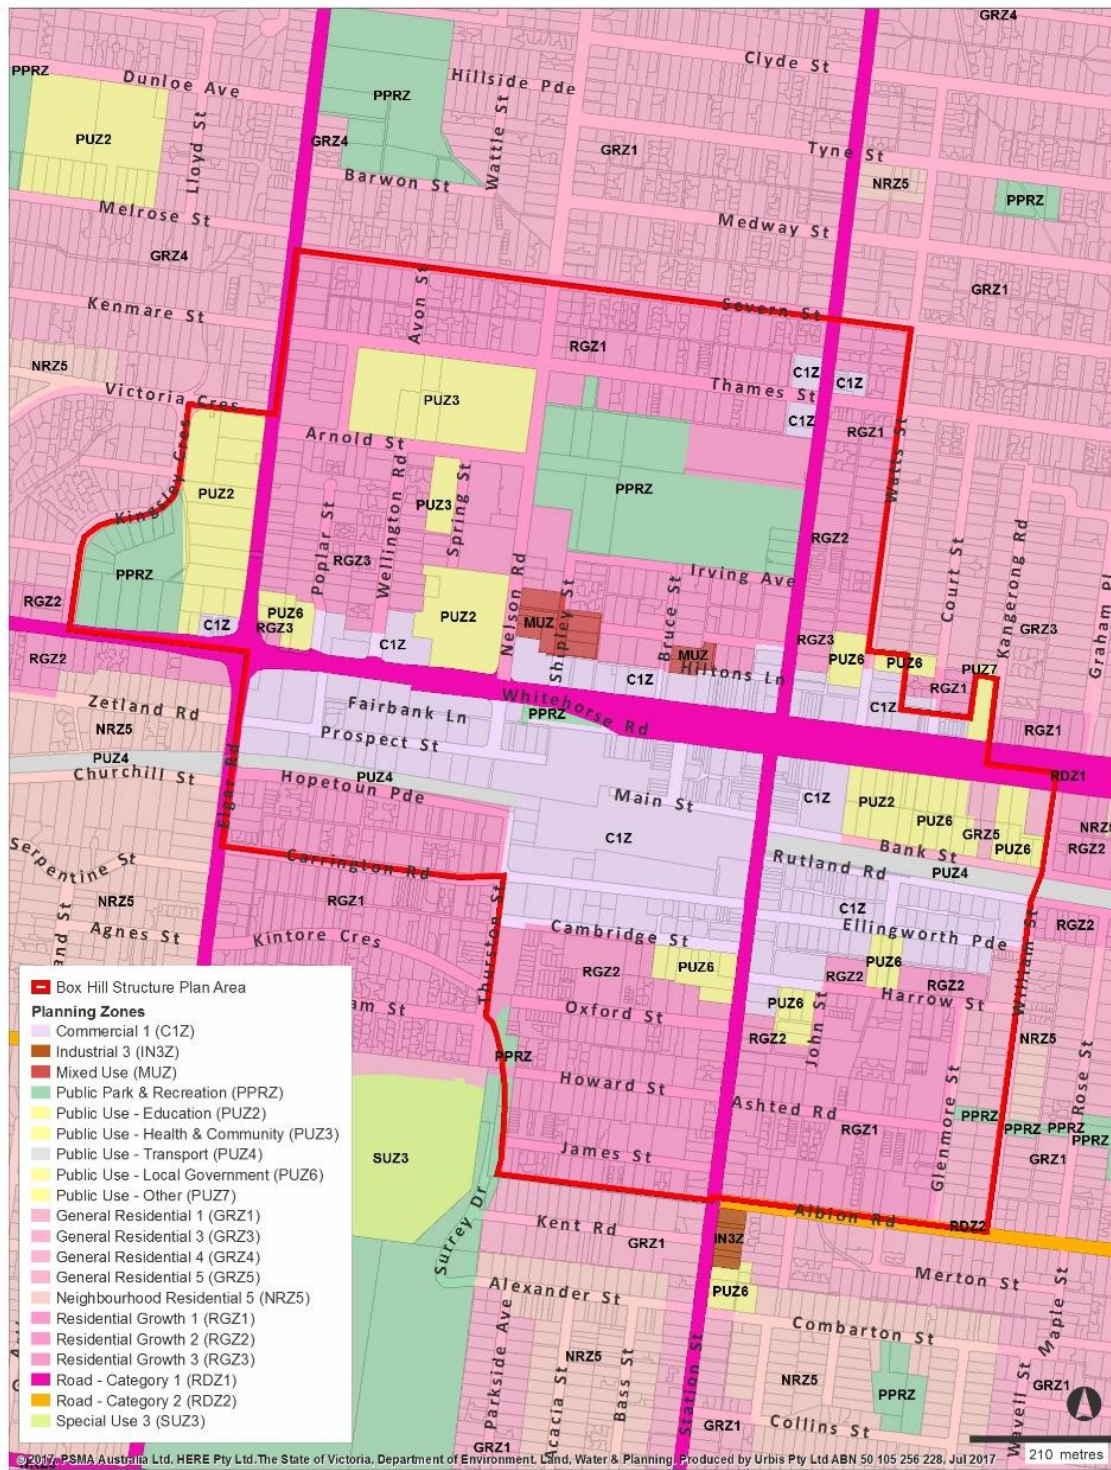 GRZ4
Clyde St
PPRZ
Dunloe Ave
Hillside Pde
PPRZ
PUZ2
Lloyd St
GRZ4
Wattle St
GRZ1
Tyne St
Barwon St
NRZ5
PPRZ
Melrose St
Medway St
GRZ4
Avon St
GRZ1
Kenmare St
Severn St
RGZ1
NRZ5
C1Z
C1Z
Thames St
Victoria Cres
PUZ3
C1Z
RGZ1
Arnold St
Watts St
Kingsley Cres
PUZ2
PUZ3
Spring St
Wellington Rd
PPRZ
Poplar St
RGZ2
RGZ3
Nelson Rd
Irving Ave
Court St
Kangerong Rd
PPRZ
RGZ2
PUZ6
RGZ3
C1Z
PUZ2
MUZ
Shipley St
Bruce St
GRZ3
Graham Pl
RGZ2
C1Z
MUZ
Hiltons Ln
C1Z
RGZ3
PUZ6
PUZ6
PUZ7
RGZ1
C1Z
Zetland Rd
NRZ5
Fairbank Ln
PPRZ
Whitehorse Rd
RGZ1
Prospect St
PUZ4
Churchill St
Elgar Rd
PUZ4
Hopetoun Pde
Main St
C1Z
RDZ1
PUZ2
PUZ6
GRZ5
PUZ6
NRZ5
RGZ2
C1Z
Bank St
Serpentine St
Carrington Rd
Rutland Rd
PUZ4
NRZ5
RGZ1
C1Z
Agnes St
Kintore Cres
Thurston St
Cambridge St
Ellingworth Pde
RGZ2
RGZ2
PUZ6
PUZ6
RGZ2
RGZ2
William St
Oxford St
PUZ6
Harrow St
RGZ2
John St
NRZ5
PPRZ
Howard St
Ashted Rd
Glenmore St
Rose St
PPRZ
PPRZ
PPRZ
PPRZ
RGZ1
GRZ1
SUZ3
James St
Surrey Dr
Albion Rd
RDZ2
Kent Rd
GRZ1
IN3Z
Merton St
Alexander St
PUZ6
Combarton St
Maple St
Parkside Ave
NRZ5
Acacia St
Bass St
Station St
NRZ5
PPRZ
GRZ1
Wavell St
Collins St
GRZ1
GRZ1
Box Hill Structure Plan Area
Planning Zones
Commercial 1 (C1Z)
Industrial 3 (IN3Z)
Mixed Use (MUZ)
Public Park & Recreation (PPRZ)
Public Use - Education (PUZ2)
Public Use - Health & Community (PUZ3)
Public Use - Transport (PUZ4)
Public Use - Local Government (PUZ6)
Public Use - Other (PUZ7)
General Residential 1 (GRZ1)
General Residential 3 (GRZ3)
General Residential 4 (GRZ4)
General Residential 5 (GRZ5)
Neighbourhood Residential 5 (NRZ5)
Residential Growth 1 (RGZ1)
Residential Growth 2 (RGZ2)
Residential Growth 3 (RGZ3)
Road - Category 1 (RDZ1)
Road - Category 2 (RDZ2)
Special Use 3 (SUZ3)
210 metres
©2017, PSMA Australia Ltd, HERE Pty Ltd.The State of Victoria, Department of Environment, Land, Water & Planning, Produced by Urbis Pty Ltd ABN 50 105 256 228, Jul 2017